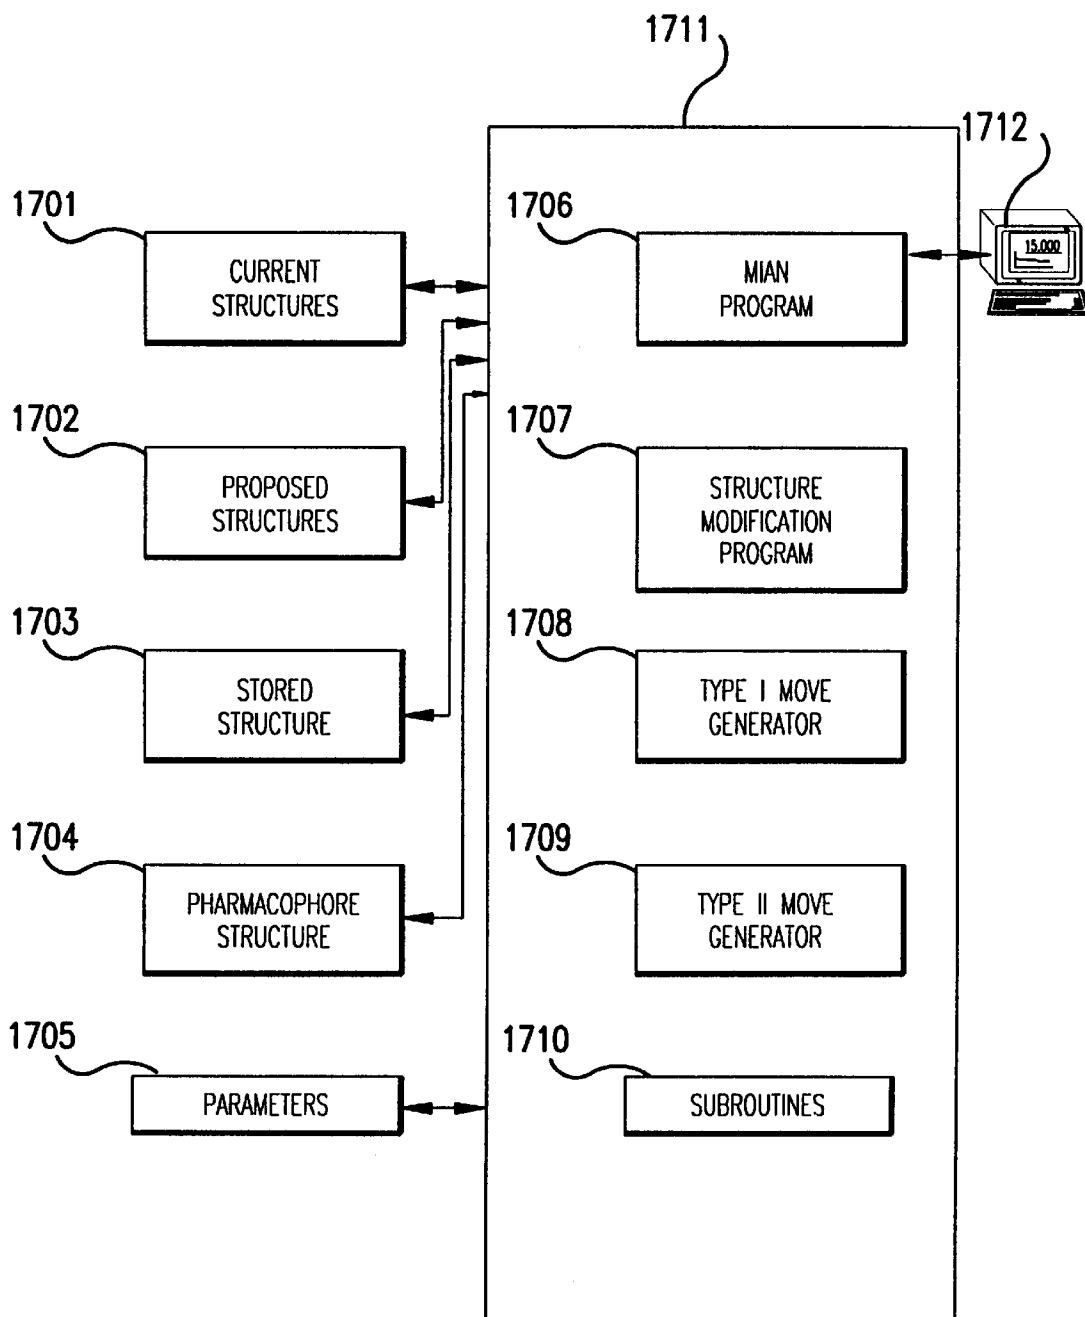 1711
1712
1701
CURRENT
STRUCTURES
1706
MIAN
PROGRAM
15.000
1702
PROPOSED
STRUCTURES
1707
STRUCTURE
MODIFICATION
PROGRAM
1703
STORED
STRUCTURE
1708
TYPE I MOVE
GENERATOR
1704
PHARMACOPHORE
STRUCTURE
1709
TYPE II MOVE
GENERATOR
1705
PARAMETERS
1710
SUBROUTINES